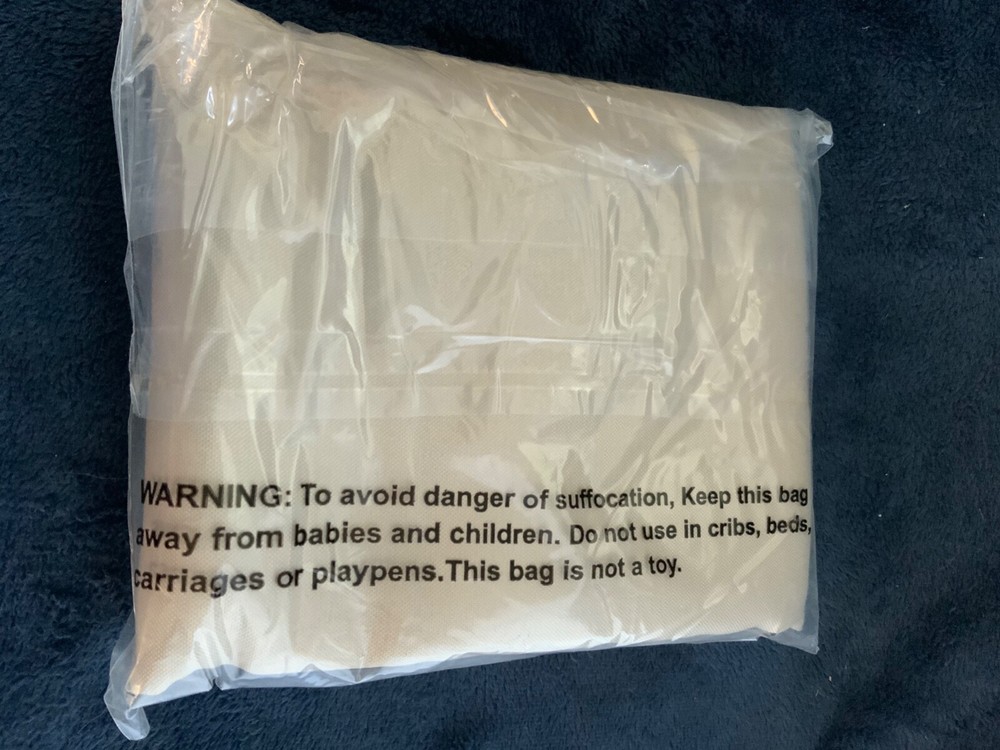 WARNING: To avoid danger of suffocation, Keep this bag
away from babies and children. Do not use in cribs, beds,
carriages or playpens.This bag is not a toy.